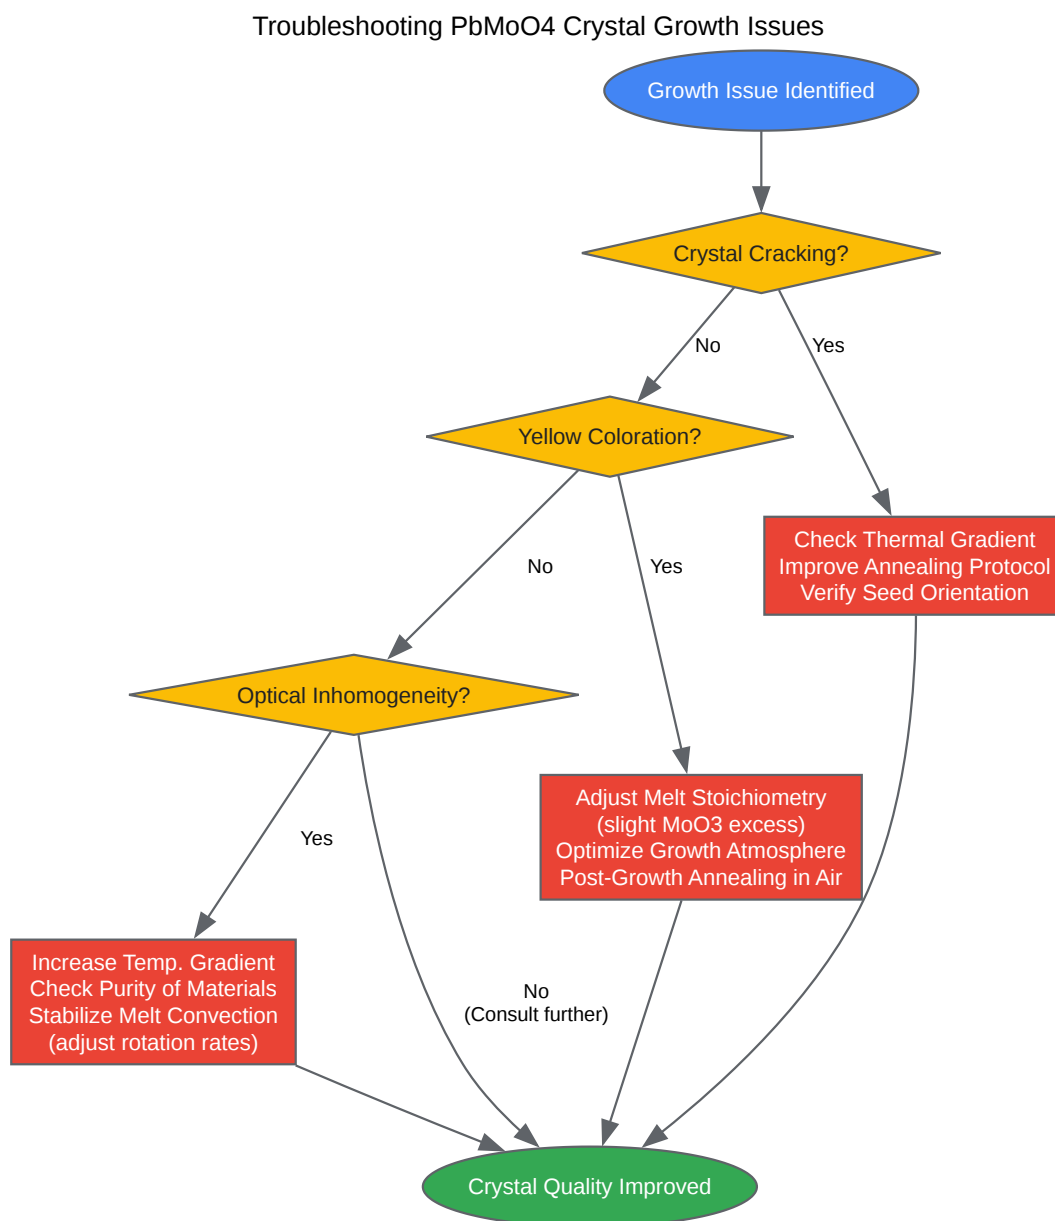 Troubleshooting PbMoO4 Crystal Growth Issues
Growth Issue Identified
Crystal Cracking?
No
Yes
Yellow Coloration?
Check Thermal Gradient
Improve Annealing Protocol
Verify Seed Orientation
No
Yes
Optical Inhomogeneity?
Adjust Melt Stoichiometry
(slight MoO3 excess)
Optimize Growth Atmosphere
Post-Growth Annealing in Air
Yes
Increase Temp. Gradient
Check Purity of Materials
Stabilize Melt Convection
(adjust rotation rates)
No
(Consult further)
Crystal Quality Improved